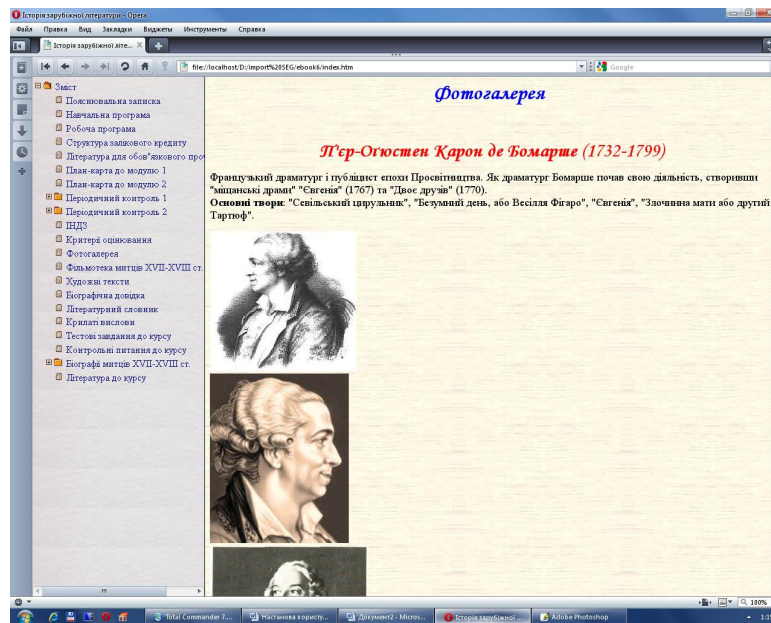 Історія зарубіжної літератури - Opera
Файл Правка Вид Закладки Виджеты Инструменты Справка
Історія зарубіжної літе...
file://localhost/D:/import%20SEG/ebook6/index.htm
Google
Зміст
Пояснювальна записка
Навчальна програма
Робоча програма
Структура залікового кредиту
Література для обов'язкового про
План-карта до модулю 1
План-карта до модулю 2
Періодичний контроль 1
Періодичний контроль 2
ІНДЗ
Критерії оцінювання
Фотогалерея
Фільмотека митців XVII-XVIII ст.
Художні тексти
Біографічна довідка
Літературний словник
Крилаті вислови
Тестові завдання до курсу
Контрольні питання до курсу
Біографії митців XVII-XVIII ст.
Література до курсу
Фотогалерея
П'єр-Оґюстен Карон де Бомарше (1732-1799)
Французький драматург і публіцист епохи Просвітництва. Як драматург Бомарше почав свою діяльність, створивши
"міщанські драми" "Євгенія" (1767) та "Двоє друзів" (1770).
Основні твори: "Севільський цирульник", "Безумний день, або Весілля Фігаро", "Євгенія", "Злочинна мати або другий
Тартюф".
100%
Total Commander 7....
Настанова користу...
Документ2 - Micros...
Історія зарубіжної ...
Adobe Photoshop